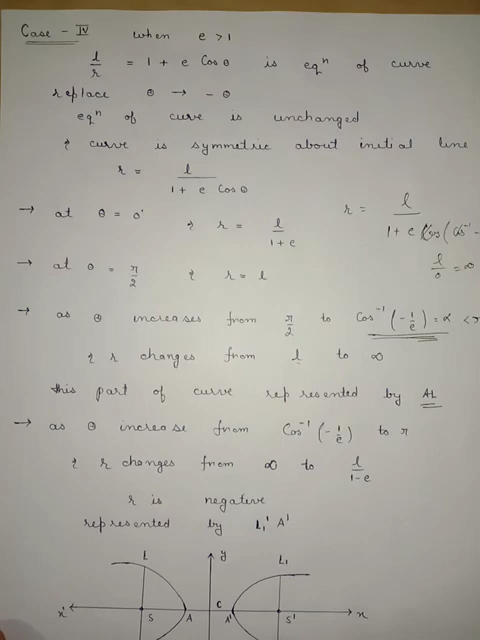 Case - IV when e > 1
l/r = 1 + e Cos θ is eqⁿ of curve
replace θ → - θ
eqⁿ of curve is unchanged
& curve is symmetric about initial line
r = l/(1 + e Cos θ)
→ at θ = 0° & r = l/(1 + e)
r = l/(1 + e Cos(Cos⁻¹ -
l/0 = ∞
→ at θ = π/2 & r = l
→ as θ increases from π/2 to Cos⁻¹(-1/e) = α < π
& r changes from l to ∞
this part of curve represented by AL
→ as θ increase from Cos⁻¹(-1/e) to π
& r changes from ∞ to l/(1-e)
r is negative
represented by L₁' A'
L y L₁
x' S A C A' S' x